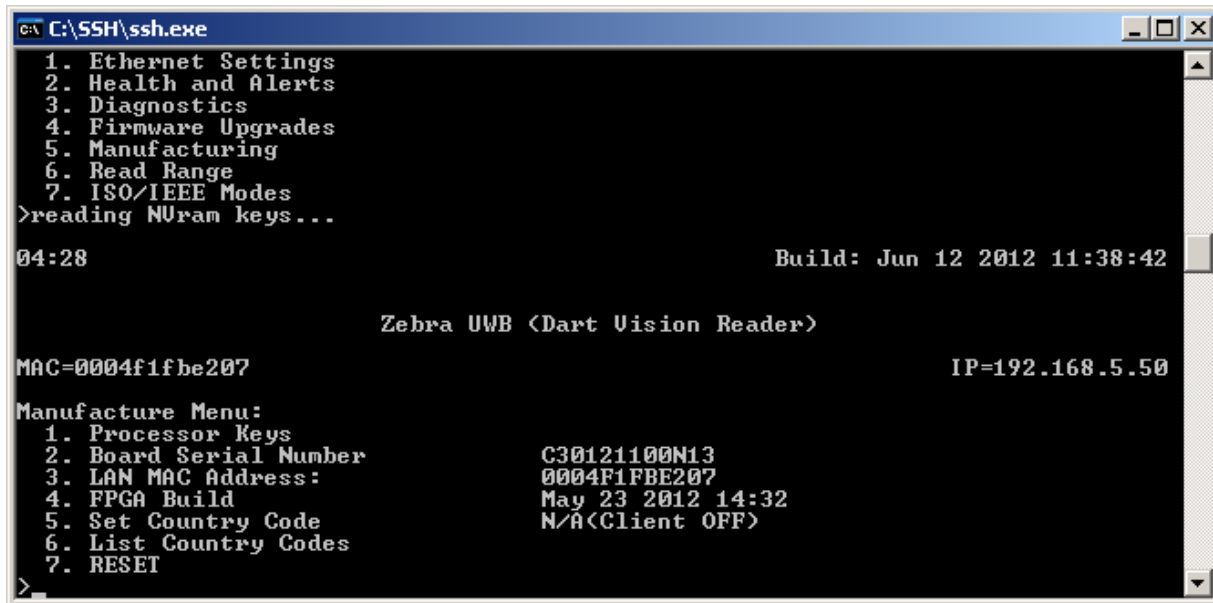 C:\SSH\ssh.exe
1. Ethernet Settings
2. Health and Alerts
3. Diagnostics
4. Firmware Upgrades
5. Manufacturing
6. Read Range
7. ISO/IEEE Modes
>reading NVram keys...
04:28 Build: Jun 12 2012 11:38:42
Zebra UWB (Dart Vision Reader)
MAC=0004f1fbe207 IP=192.168.5.50
Manufacture Menu:
1. Processor Keys
2. Board Serial Number C30121100N13
3. LAN MAC Address: 0004F1FBE207
4. FPGA Build May 23 2012 14:32
5. Set Country Code N/A(Client OFF)
6. List Country Codes
7. RESET
>_